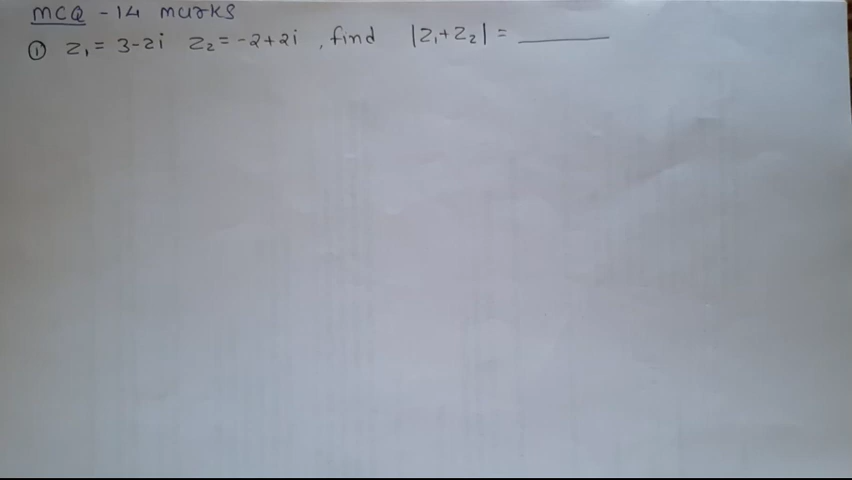 MCQ - 14 marks
① Z₁ = 3-2i Z₂ = -2+2i , find |Z₁+Z₂| = ______